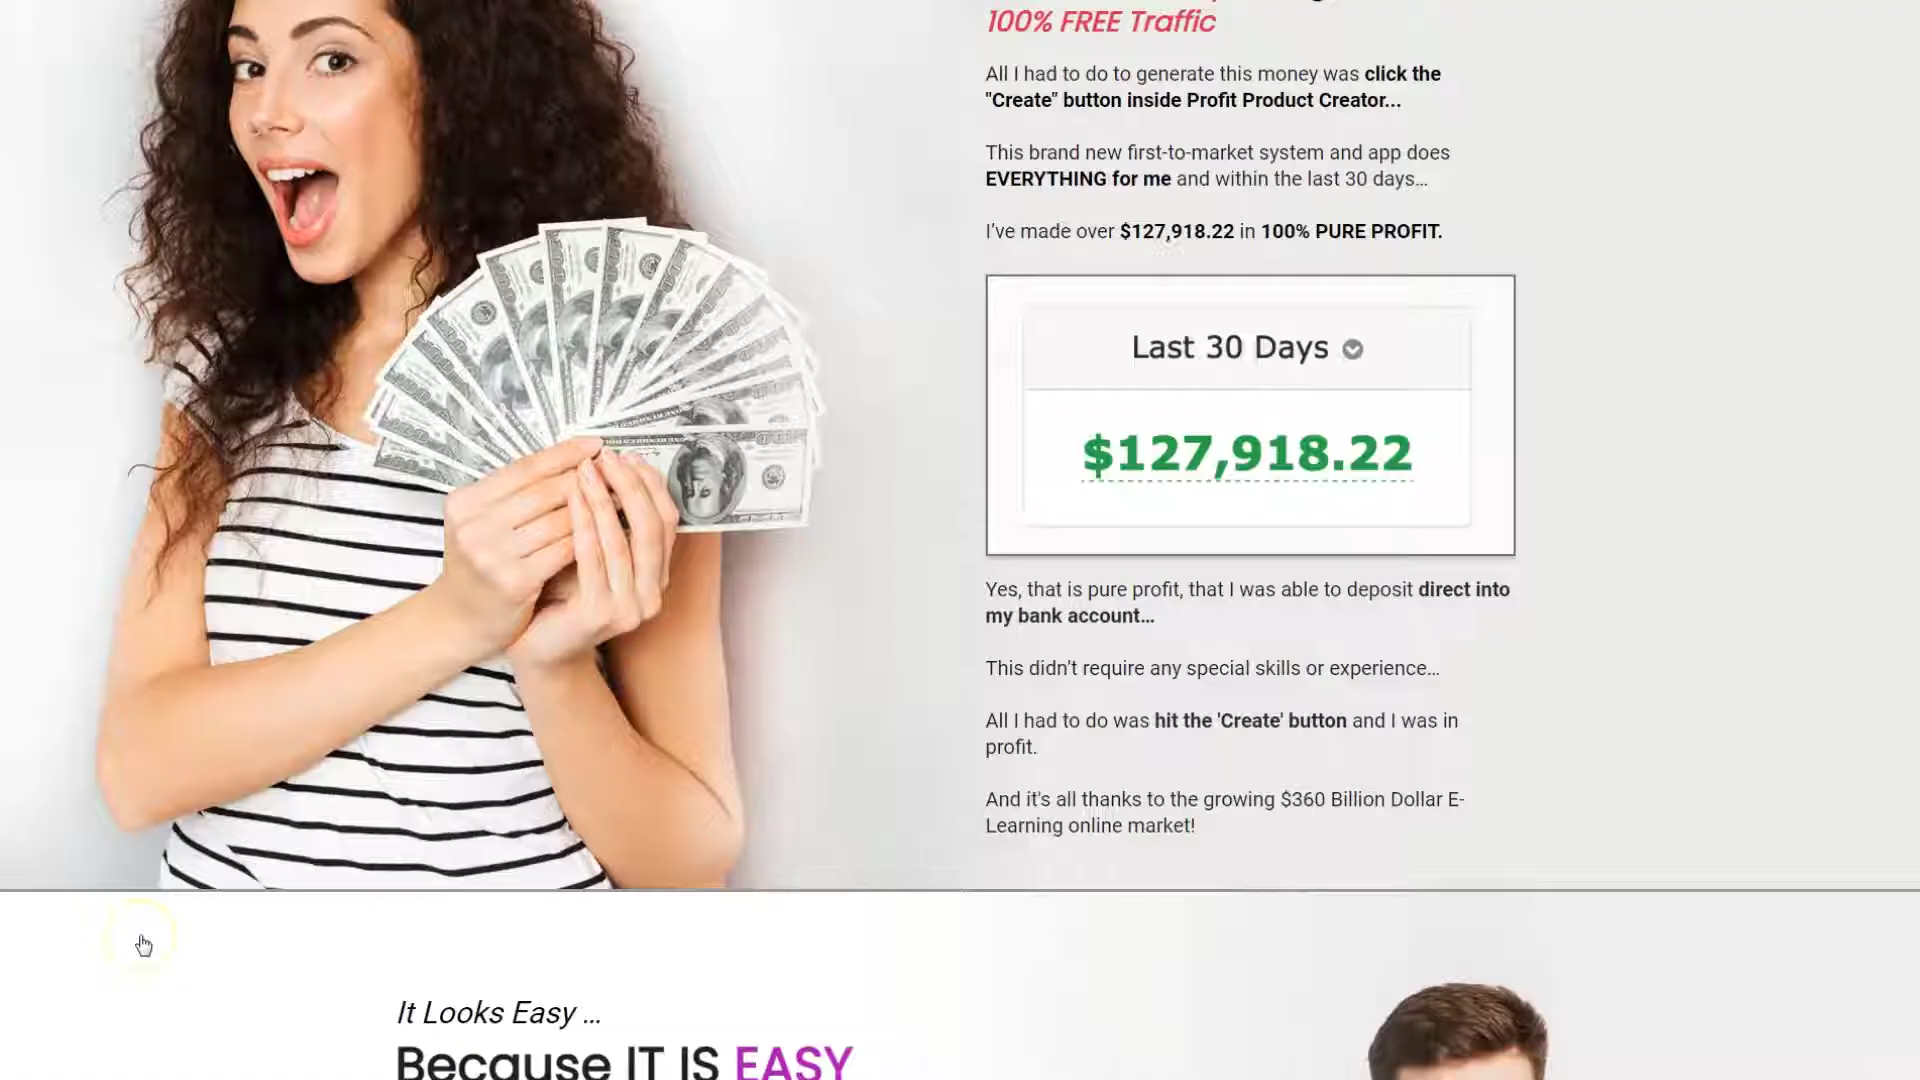 100% FREE Traffic
All I had to do to generate this money was click the
"Create" button inside Profit Product Creator...
This brand new first-to-market system and app does
EVERYTHING for me and within the last 30 days...
I've made over $127,918.22 in 100% PURE PROFIT.
Last 30 Days
$127,918.22
Yes, that is pure profit, that I was able to deposit direct into
my bank account...
This didn't require any special skills or experience...
All I had to do was hit the 'Create' button and I was in
profit.
And it's all thanks to the growing $360 Billion Dollar E-
Learning online market!
It Looks Easy ...
Because IT IS EASY